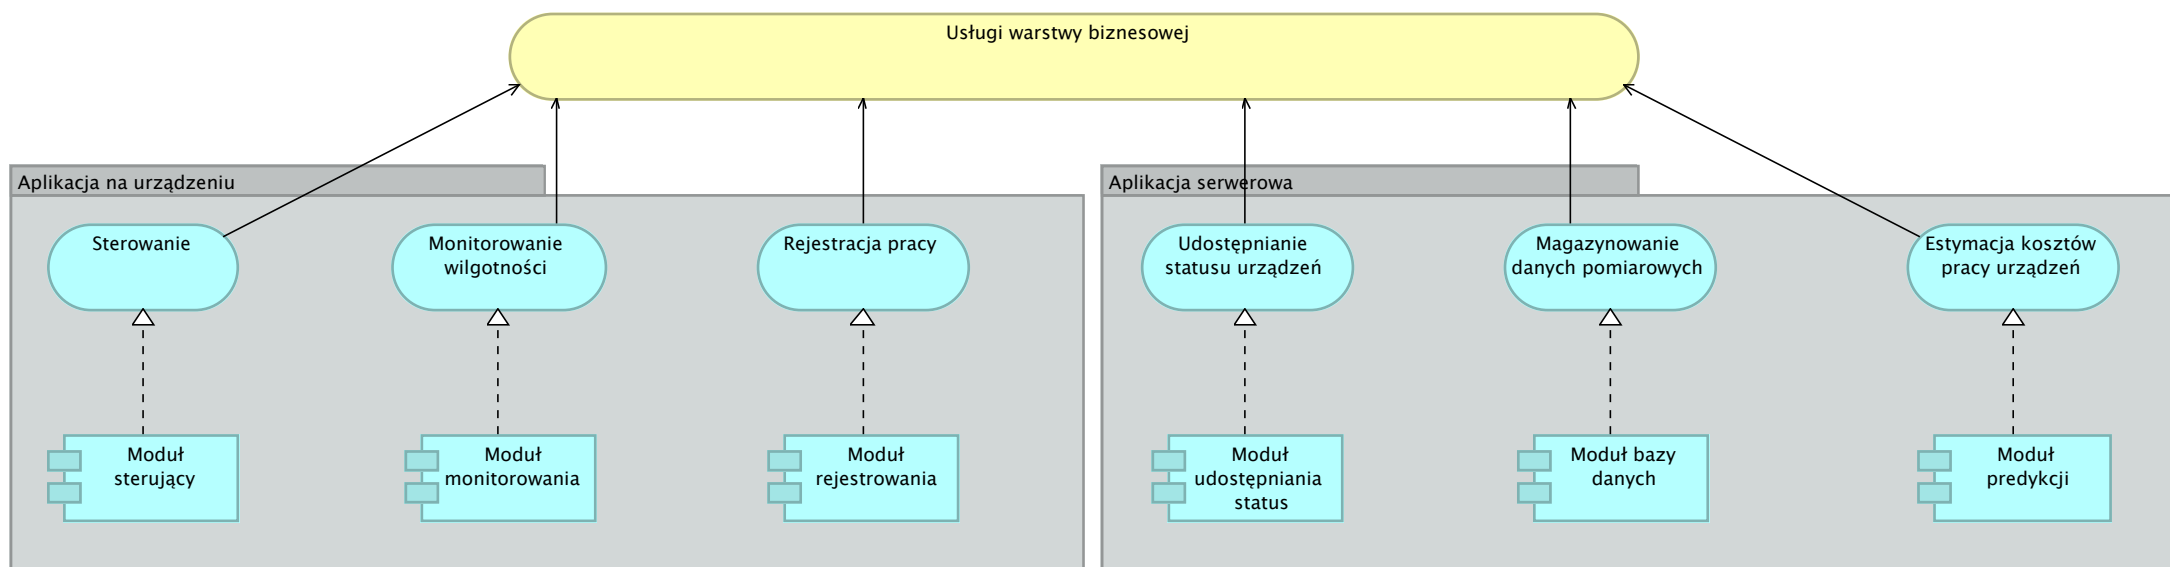 Usługi warstwy biznesowej
Aplikacja na urządzeniu
Aplikacja serwerowa
Sterowanie
Monitorowanie
wilgotności
Rejestracja pracy
Udostępnianie
statusu urządzeń
Magazynowanie
danych pomiarowych
Estymacja kosztów
pracy urządzeń
Moduł
sterujący
Moduł
monitorowania
Moduł
rejestrowania
Moduł
udostępniania
status
Moduł bazy
danych
Moduł
predykcji